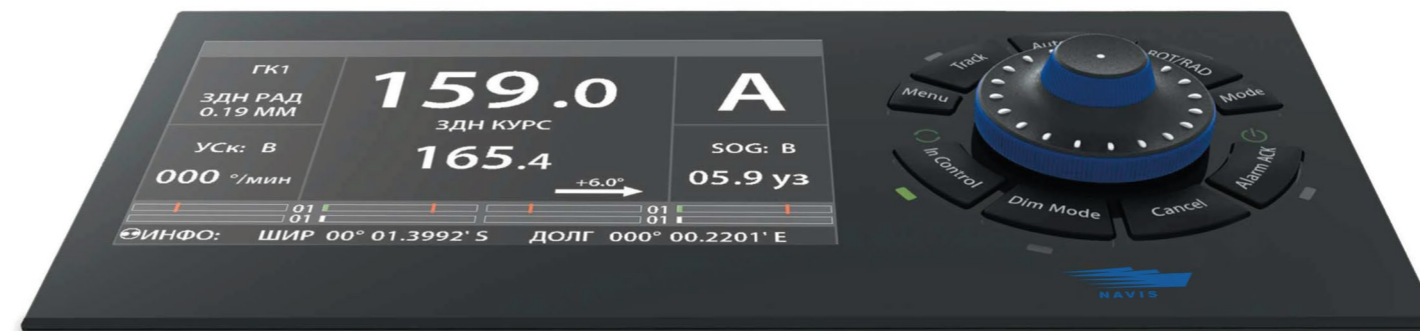 ГК1
ЗДН РАД
0.19 ММ
159.0
ЗДН КУРС
165.4
+6.0°
A
УСк: В
000 °/мин
SOG: В
05.9 уз
01
01
01
01
ИНФО: ШИР 00° 01.3992' S ДОЛГ 000° 00.2201' E
Menu
Track
ROT/RAD
Mode
In Control
Dim Mode
Cancel
Alarm ACK
NAVIS